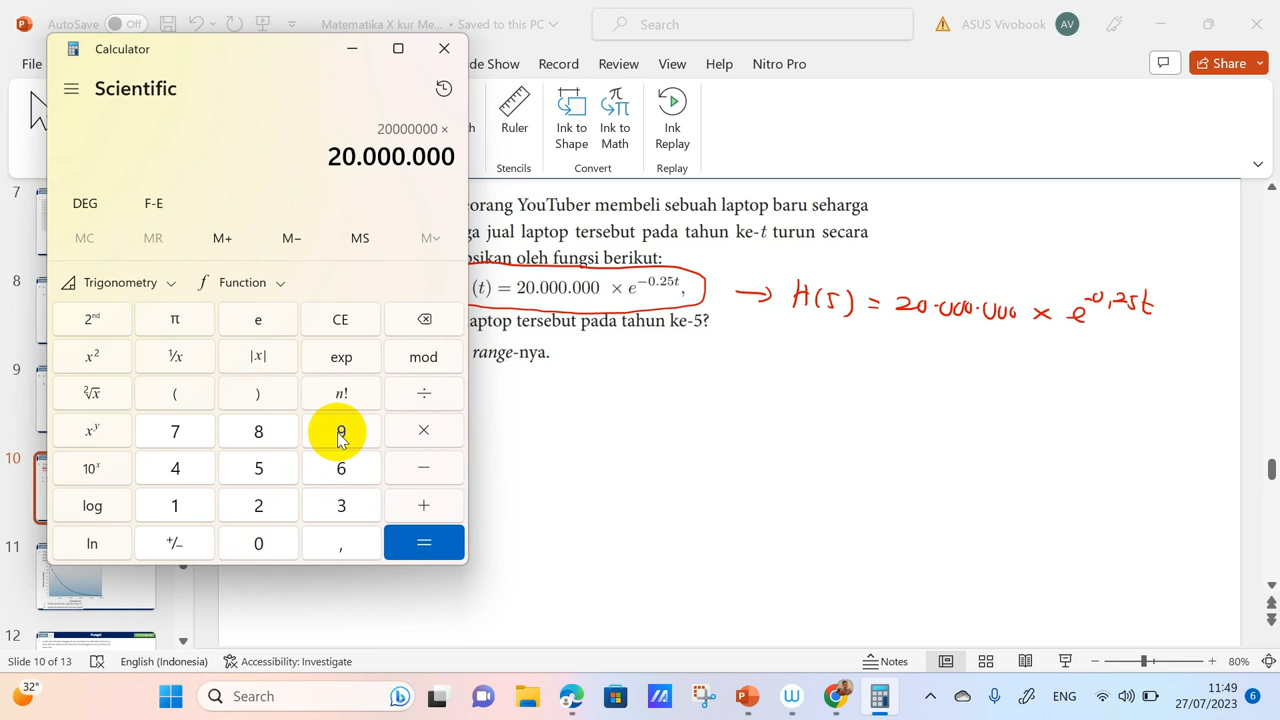 AutoSave Off Matematika X kur Me... Saved to this PC Search ASUS Vivobook AV
File de Show Record Review View Help Nitro Pro Share
Calculator
Scientific
20000000 ×
20.000.000
DEG F-E
MC MR M+ M− MS M
Trigonometry Function
2nd π e CE
x² ¹/x |x| exp mod
²√x ( ) n! ÷
xʸ 7 8 9 ×
10ˣ 4 5 6 −
log 1 2 3 +
ln +/− 0 , =
Ruler Ink to Shape Ink to Math Ink Replay
Stencils Convert Replay
7
8
9
10
11
12
orang YouTuber membeli sebuah laptop baru seharga
a jual laptop tersebut pada tahun ke-t turun secara
osikan oleh fungsi berikut:
(t) = 20.000.000 × e^−0.25t,
H(5) = 20.000.000 × e^−0,25t
laptop tersebut pada tahun ke-5?
range-nya.
Slide 10 of 13 English (Indonesia) Accessibility: Investigate Notes 80%
32° Search ENG 11:49
27/07/2023 6